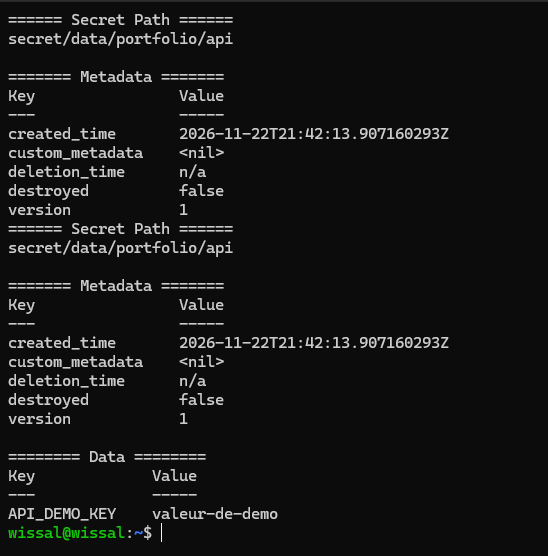 ====== Secret Path ======
secret/data/portfolio/api

======= Metadata =======
Key                Value
---                -----
created_time       2026-11-22T21:42:13.907160293Z
custom_metadata    <nil>
deletion_time      n/a
destroyed          false
version            1
====== Secret Path ======
secret/data/portfolio/api

======= Metadata =======
Key                Value
---                -----
created_time       2026-11-22T21:42:13.907160293Z
custom_metadata    <nil>
deletion_time      n/a
destroyed          false
version            1

======== Data ========
Key             Value
---             -----
API_DEMO_KEY    valeur-de-demo
wissal@wissal:~$